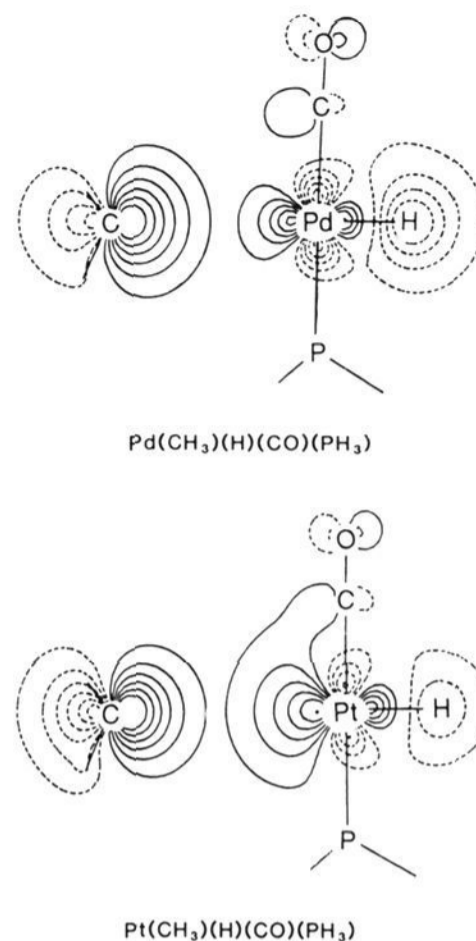 O
C
C Pd H
P
Pd(CH₃)(H)(CO)(PH₃)
O
C
C Pt H
P
Pt(CH₃)(H)(CO)(PH₃)